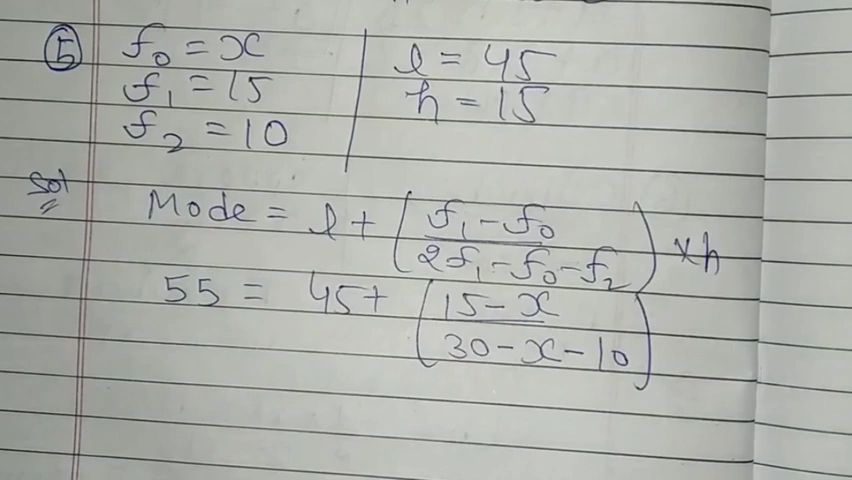 ⑤ f₀ = x
f₁ = 15
f₂ = 10
l = 45
h = 15
Sol
Mode = l + ( f₁ - f₀ / 2f₁ - f₀ - f₂ ) × h
55 = 45 + ( 15 - x / 30 - x - 10 )